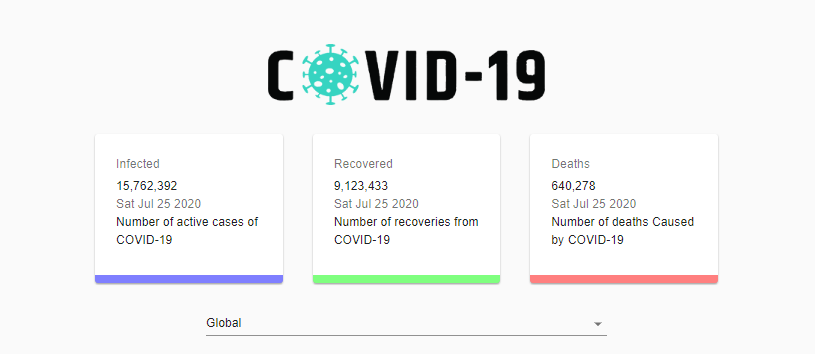 COVID-19
Infected
15,762,392
Sat Jul 25 2020
Number of active cases of
COVID-19
Recovered
9,123,433
Sat Jul 25 2020
Number of recoveries from
COVID-19
Deaths
640,278
Sat Jul 25 2020
Number of deaths Caused
by COVID-19
Global